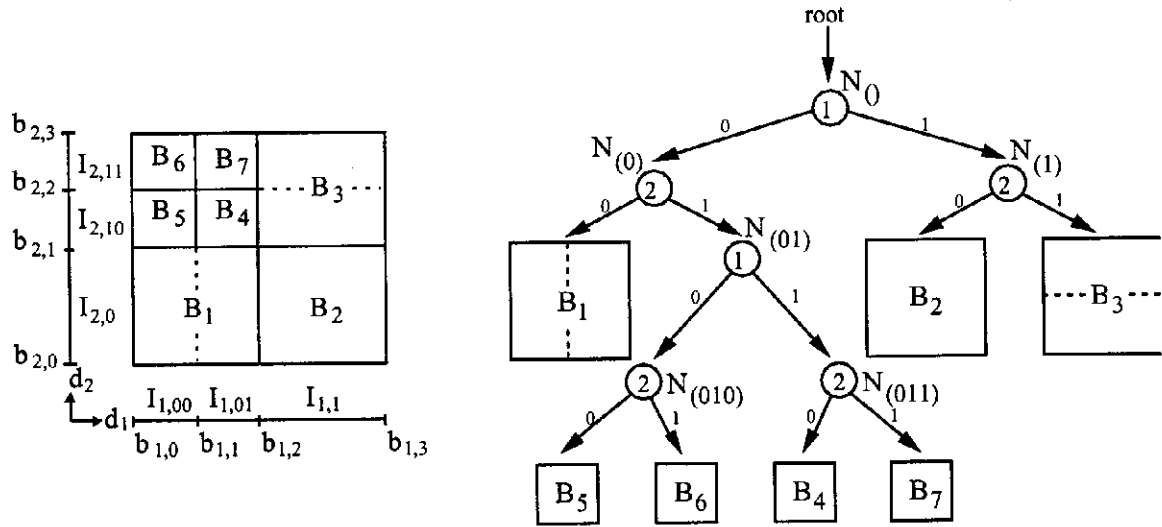 root
N()
1
0
1
N(0)
2
N(1)
2
0
1
0
1
b2,3
I2,11
B6
B7
b2,2
B3
I2,10
B5
B4
b2,1
I2,0
B1
B2
b2,0
d2
d1
I1,00
I1,01
I1,1
b1,0
b1,1
b1,2
b1,3
N(01)
1
B1
B2
B3
0
1
2
N(010)
2
N(011)
0
1
0
1
B5
B6
B4
B7